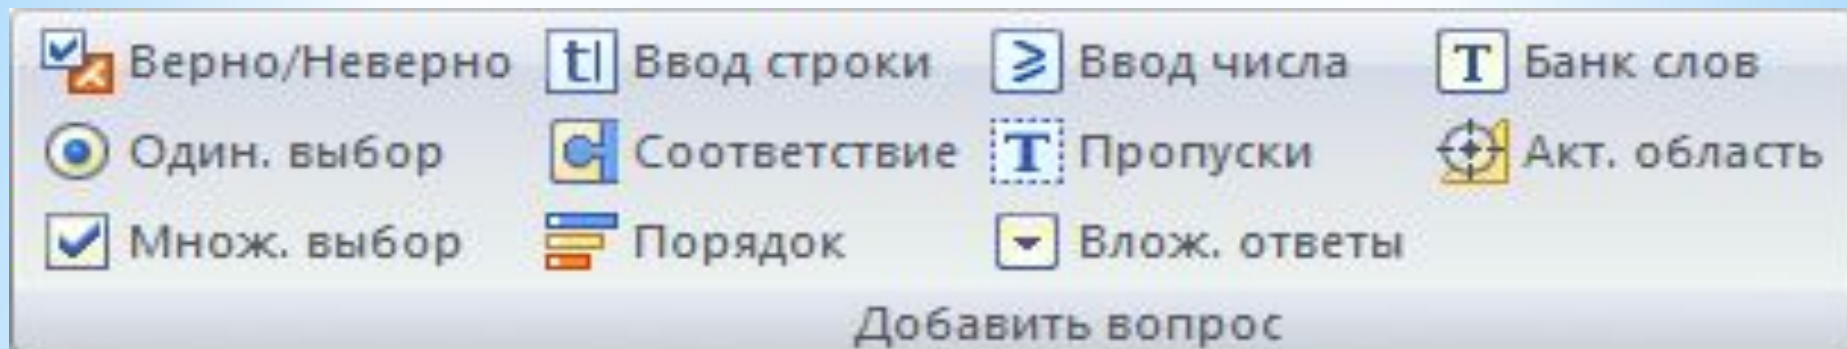 Верно/Неверно Ввод строки Ввод числа Банк слов
Один. выбор Соответствие Пропуски Акт. область
Множ. выбор Порядок Влож. ответы
Добавить вопрос